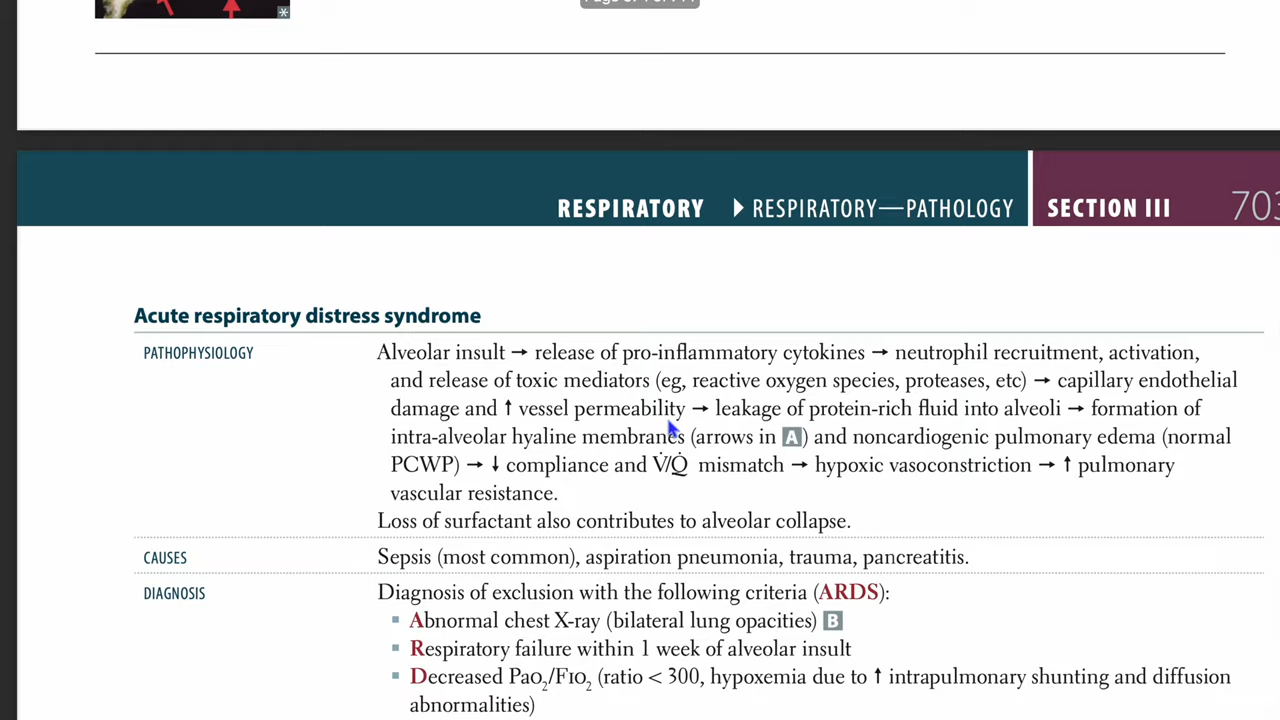 RESPIRATORY ▶ RESPIRATORY—PATHOLOGY SECTION III
Acute respiratory distress syndrome
PATHOPHYSIOLOGY Alveolar insult → release of pro-inflammatory cytokines → neutrophil recruitment, activation,
and release of toxic mediators (eg, reactive oxygen species, proteases, etc) → capillary endothelial
damage and ↑ vessel permeability → leakage of protein-rich fluid into alveoli → formation of
intra-alveolar hyaline membranes (arrows in A) and noncardiogenic pulmonary edema (normal
PCWP) → ↓ compliance and V̇/Q̇ mismatch → hypoxic vasoconstriction → ↑ pulmonary
vascular resistance.
Loss of surfactant also contributes to alveolar collapse.
CAUSES Sepsis (most common), aspiration pneumonia, trauma, pancreatitis.
DIAGNOSIS Diagnosis of exclusion with the following criteria (ARDS):
▪ Abnormal chest X-ray (bilateral lung opacities) B
▪ Respiratory failure within 1 week of alveolar insult
▪ Decreased PaO₂/FIO₂ (ratio < 300, hypoxemia due to ↑ intrapulmonary shunting and diffusion
abnormalities)